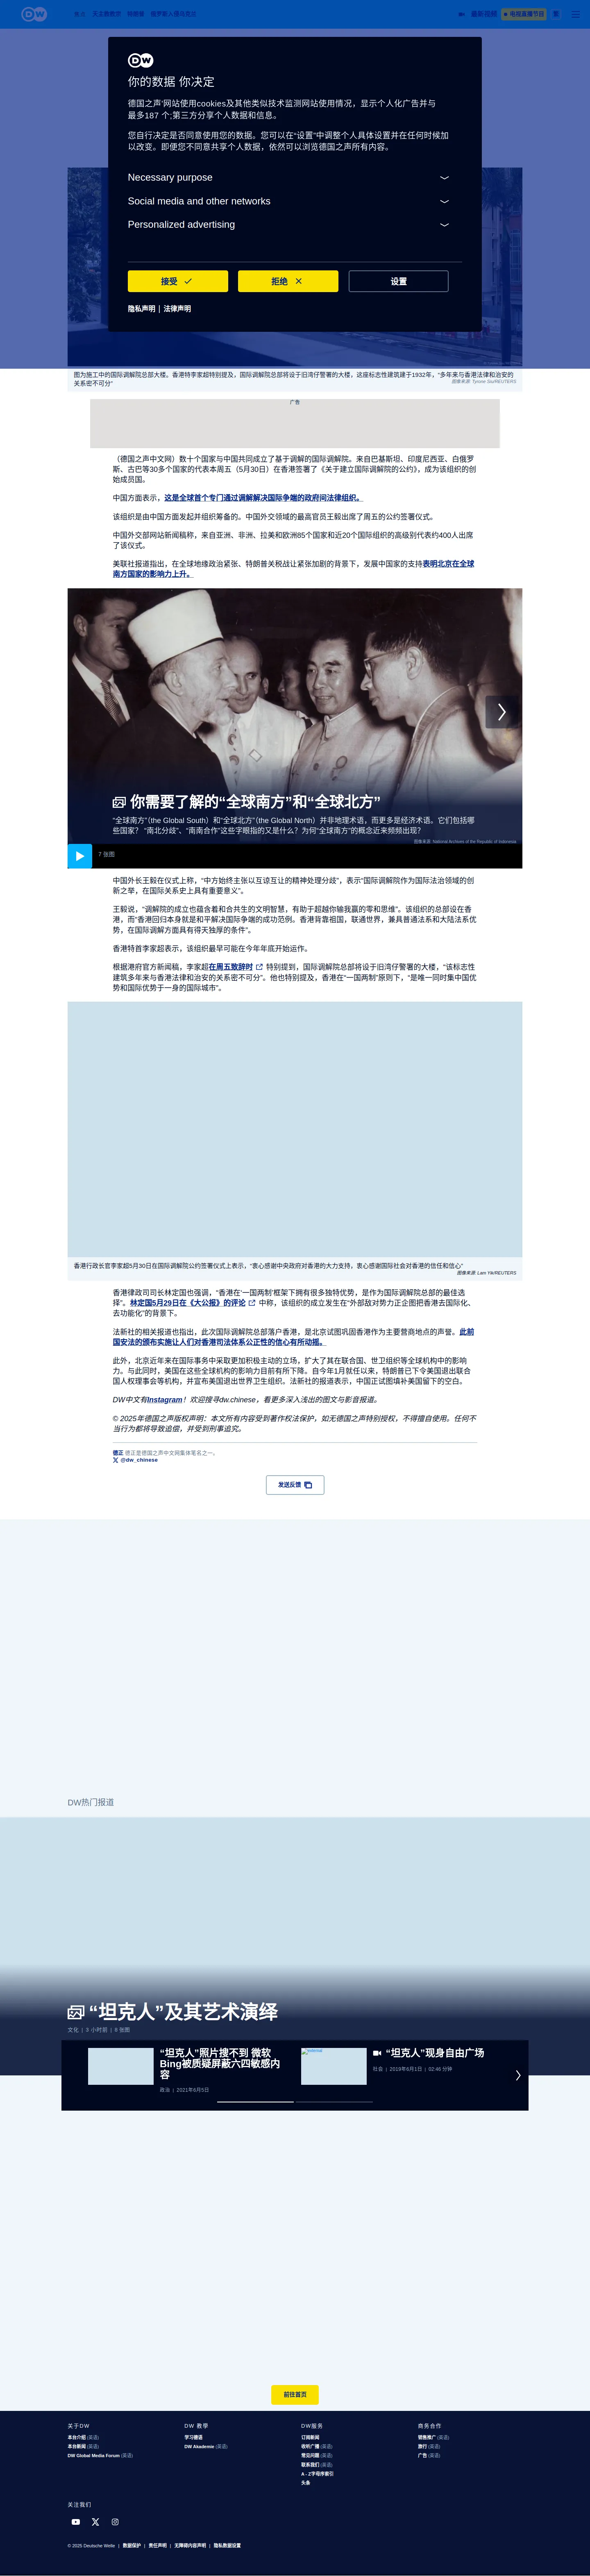 最新视频
电视直播节目
繁
DW
你的数据 你决定
德国之声'网站使用cookies及其他类似技术监测网站使用情况，显示个人化广告并与
最多187 个;第三方分享个人数据和信息。
您自行决定是否同意使用您的数据。您可以在“设置”中调整个人具体设置并在任何时候加
以改变。即便您不同意共享个人数据，依然可以浏览德国之声所有内容。
Necessary purpose
Social media and other networks
Personalized advertising
接受
拒绝
设置
隐私声明 | 法律声明
图为施工中的国际调解院总部大楼。香港特李家超特别提及，国际调解院总部将设于旧湾仔警署的大楼，这座标志性建筑建于1932年，“多年来与香港法律和治安的
关系密不可分”
图像来源: Tyrone Siu/REUTERS
广告
（德国之声中文网）数十个国家与中国共同成立了基于调解的国际调解院。来自巴基斯坦、印度尼西亚、白俄罗
斯、古巴等30多个国家的代表本周五（5月30日）在香港签署了《关于建立国际调解院的公约》，成为该组织的创
始成员国。
中国方面表示，这是全球首个专门通过调解解决国际争端的政府间法律组织。
该组织是由中国方面发起并组织筹备的。中国外交领域的最高官员王毅出席了周五的公约签署仪式。
中国外交部网站新闻稿称，来自亚洲、非洲、拉美和欧洲85个国家和近20个国际组织的高级别代表约400人出席
了该仪式。
美联社报道指出，在全球地缘政治紧张、特朗普关税战让紧张加剧的背景下，发展中国家的支持表明北京在全球
南方国家的影响力上升。
你需要了解的“全球南方”和“全球北方”
“全球南方”（the Global South）和“全球北方”（the Global North）并非地理术语，而更多是经济术语。它们包括哪
些国家？ “南北分歧”、“南南合作”这些字眼指的又是什么？为何“全球南方”的概念近来频频出现？
图像来源: National Archives of the Republic of Indonesia
7 张图
中国外长王毅在仪式上称，“中方始终主张以互谅互让的精神处理分歧”，表示“国际调解院作为国际法治领域的创
新之举，在国际关系史上具有重要意义”。
王毅说，“调解院的成立也蕴含着和合共生的文明智慧，有助于超越你输我赢的零和思维”。该组织的总部设在香
港，而“香港回归本身就是和平解决国际争端的成功范例。香港背靠祖国，联通世界，兼具普通法系和大陆法系优
势，在国际调解方面具有得天独厚的条件”。
香港特首李家超表示，该组织最早可能在今年年底开始运作。
根据港府官方新闻稿，李家超在周五致辞时 特别提到，国际调解院总部将设于旧湾仔警署的大楼，“该标志性
建筑多年来与香港法律和治安的关系密不可分”。他也特别提及，香港在“一国两制”原则下，“是唯一同时集中国优
势和国际优势于一身的国际城市”。
香港行政长官李家超5月30日在国际调解院公约签署仪式上表示，“衷心感谢中央政府对香港的大力支持，衷心感谢国际社会对香港的信任和信心”
图像来源: Lam Yik/REUTERS
香港律政司司长林定国也强调，“香港在‘一国两制’框架下拥有很多独特优势，是作为国际调解院总部的最佳选
择”。林定国5月29日在《大公报》的评论 中称，该组织的成立发生在“外部敌对势力正企图把香港去国际化、
去功能化”的背景下。
法新社的相关报道也指出，此次国际调解院总部落户香港，是北京试图巩固香港作为主要营商地点的声誉。此前
国安法的颁布实施让人们对香港司法体系公正性的信心有所动摇。
此外，北京近年来在国际事务中采取更加积极主动的立场，扩大了其在联合国、世卫组织等全球机构中的影响
力。与此同时，美国在这些全球机构的影响力目前有所下降。自今年1月就任以来，特朗普已下令美国退出联合
国人权理事会等机构，并宣布美国退出世界卫生组织。法新社的报道表示，中国正试图填补美国留下的空白。
DW中文有Instagram！欢迎搜寻dw.chinese，看更多深入浅出的图文与影音报道。
© 2025年德国之声版权声明：本文所有内容受到著作权法保护，如无德国之声特别授权，不得擅自使用。任何不
当行为都将导致追偿，并受到刑事追究。
德正 德正是德国之声中文网集体笔名之一。
@dw_chinese
发送反馈
DW热门报道
“坦克人”及其艺术演绎
文化 | 3 小时前 | 9 张图
“坦克人”照片搜不到 微软
Bing被质疑屏蔽六四敏感内
容
政治 | 2021年6月5日
“坦克人”现身自由广场
社会 | 2019年6月1日 | 02:46 分钟
前往首页
关于DW
本台介绍 (英语)
本台新闻 (英语)
DW Global Media Forum (英语)
DW 教學
学习德语
DW Akademie (英语)
DW服务
订阅新闻
收听广播 (英语)
常见问题 (英语)
联系我们 (英语)
A - Z字母序索引
头条
商务合作
销售推广 (英语)
旅行 (英语)
广告 (英语)
关注我们
© 2025 Deutsche Welle | 数据保护 | 责任声明 | 无障碍内容声明 | 隐私数据设置